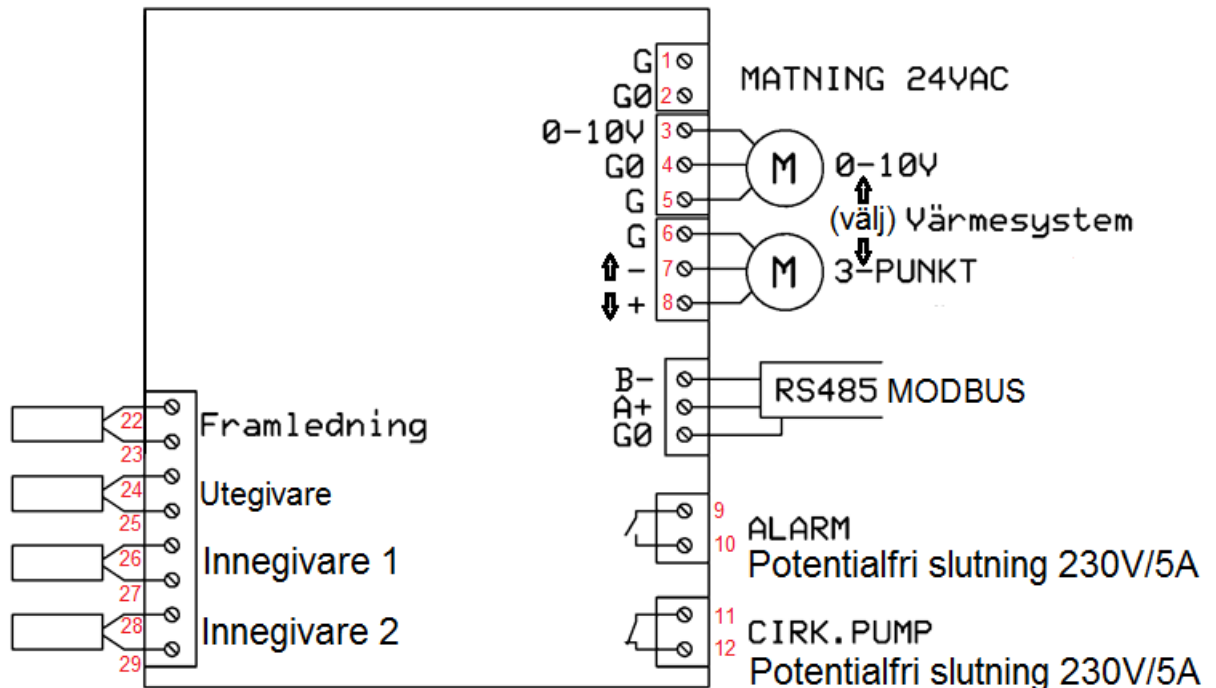 G 1 MATNING 24VAC
G0 2
0-10V 3
G0 4 M 0-10V
G 5
(välj) Värmesystem
G 6
- 7 M 3-PUNKT
+ 8
B-
A+ RS485 MODBUS
G0
22 Framledning
23
24 Utegivare
25
26 Innegivare 1
27
28 Innegivare 2
29
9
ALARM
10
Potentialfri slutning 230V/5A
11
CIRK.PUMP
12
Potentialfri slutning 230V/5A